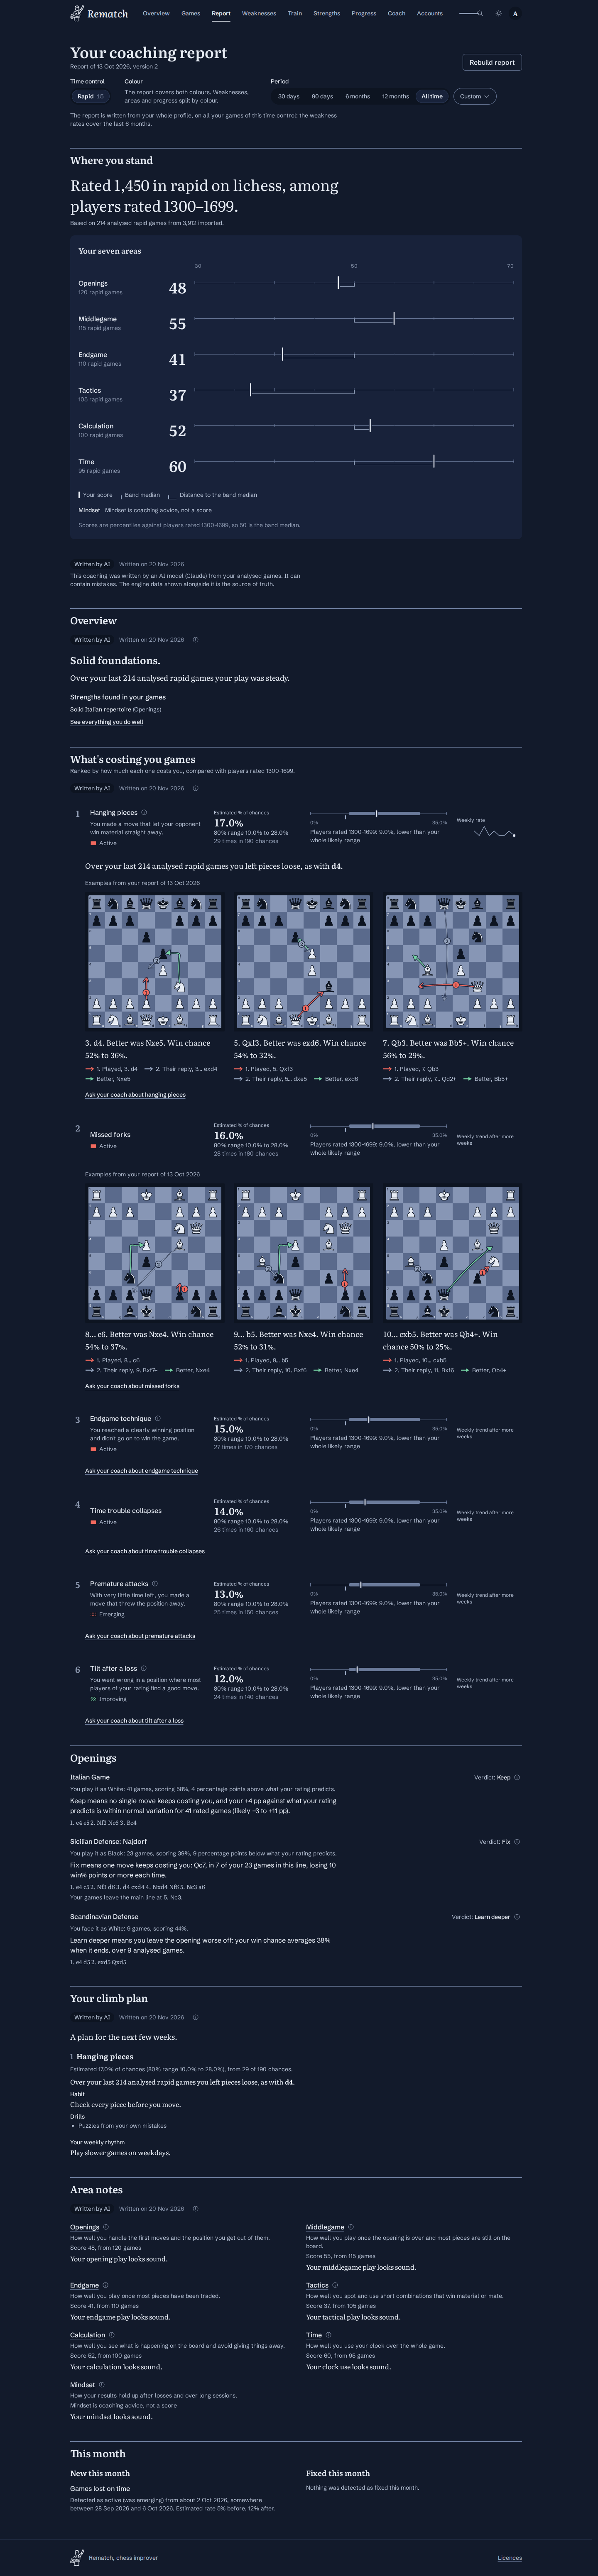 Rematch
Overview Games Report Weaknesses Train Strengths Progress Coach Accounts
A
Your coaching report
Report of 13 Oct 2026, version 2
Rebuild report
Time control
Rapid 15
Colour
The report covers both colours. Weaknesses,
areas and progress split by colour.
Period
30 days 90 days 6 months 12 months All time Custom
The report is written from your whole profile, on all your games of this time control: the weakness
rates cover the last 6 months.
Where you stand
Rated 1,450 in rapid on lichess, among
players rated 1300–1699.
Based on 214 analysed rapid games from 3,912 imported.
Your seven areas
30 50 70
Openings
120 rapid games
48
Middlegame
115 rapid games
55
Endgame
110 rapid games
41
Tactics
105 rapid games
37
Calculation
100 rapid games
52
Time
95 rapid games
60
Your score Band median Distance to the band median
Mindset Mindset is coaching advice, not a score
Scores are percentiles against players rated 1300–1699, so 50 is the band median.
Written by AI Written on 20 Nov 2026
This coaching was written by an AI model (Claude) from your analysed games. It can
contain mistakes. The engine data shown alongside it is the source of truth.
Overview
Written by AI Written on 20 Nov 2026
Solid foundations.
Over your last 214 analysed rapid games your play was steady.
Strengths found in your games
Solid Italian repertoire (Openings)
See everything you do well
What's costing you games
Ranked by how much each one costs you, compared with players rated 1300–1699.
Written by AI Written on 20 Nov 2026
1
Hanging pieces
You made a move that let your opponent
win material straight away.
Active
Estimated % of chances
17.0%
80% range 10.0% to 28.0%
29 times in 190 chances
0% 35.0%
Players rated 1300–1699: 9.0%, lower than your
whole likely range
Weekly rate
Over your last 214 analysed rapid games you left pieces loose, as with d4.
Examples from your report of 13 Oct 2026
3. d4. Better was Nxe5. Win chance
52% to 36%.
1. Played, 3. d4 2. Their reply, 3... exd4
Better, Nxe5
5. Qxf3. Better was exd6. Win chance
54% to 32%.
1. Played, 5. Qxf3
2. Their reply, 5... dxe5 Better, exd6
7. Qb3. Better was Bb5+. Win chance
56% to 29%.
1. Played, 7. Qb3
2. Their reply, 7... Qd2+ Better, Bb5+
Ask your coach about hanging pieces
2
Missed forks
Active
Estimated % of chances
16.0%
80% range 10.0% to 28.0%
28 times in 180 chances
0% 35.0%
Players rated 1300–1699: 9.0%, lower than your
whole likely range
Weekly trend after more
weeks
Examples from your report of 13 Oct 2026
8... c6. Better was Nxe4. Win chance
54% to 37%.
1. Played, 8... c6
2. Their reply, 9. Bxf7+ Better, Nxe4
9... b5. Better was Nxe4. Win chance
52% to 31%.
1. Played, 9... b5
2. Their reply, 10. Bxf6 Better, Nxe4
10... cxb5. Better was Qb4+. Win
chance 50% to 25%.
1. Played, 10... cxb5
2. Their reply, 11. Bxf6 Better, Qb4+
Ask your coach about missed forks
3
Endgame technique
You reached a clearly winning position
and didn't go on to win the game.
Active
Estimated % of chances
15.0%
80% range 10.0% to 28.0%
27 times in 170 chances
0% 35.0%
Players rated 1300–1699: 9.0%, lower than your
whole likely range
Weekly trend after more
weeks
Ask your coach about endgame technique
4
Time trouble collapses
Active
Estimated % of chances
14.0%
80% range 10.0% to 28.0%
26 times in 160 chances
0% 35.0%
Players rated 1300–1699: 9.0%, lower than your
whole likely range
Weekly trend after more
weeks
Ask your coach about time trouble collapses
5
Premature attacks
With very little time left, you made a
move that threw the position away.
Emerging
Estimated % of chances
13.0%
80% range 10.0% to 28.0%
25 times in 150 chances
0% 35.0%
Players rated 1300–1699: 9.0%, lower than your
whole likely range
Weekly trend after more
weeks
Ask your coach about premature attacks
6
Tilt after a loss
You went wrong in a position where most
players of your rating find a good move.
Improving
Estimated % of chances
12.0%
80% range 10.0% to 28.0%
24 times in 140 chances
0% 35.0%
Players rated 1300–1699: 9.0%, lower than your
whole likely range
Weekly trend after more
weeks
Ask your coach about tilt after a loss
Openings
Italian Game
Verdict: Keep
You play it as White: 41 games, scoring 58%, 4 percentage points above what your rating predicts.
Keep means no single move keeps costing you, and your +4 pp against what your rating
predicts is within normal variation for 41 rated games (likely −3 to +11 pp).
1. e4 e5 2. Nf3 Nc6 3. Bc4
Sicilian Defense: Najdorf
Verdict: Fix
You play it as Black: 23 games, scoring 39%, 9 percentage points below what your rating predicts.
Fix means one move keeps costing you: Qc7, in 7 of your 23 games in this line, losing 10
win% points or more each time.
1. e4 c5 2. Nf3 d6 3. d4 cxd4 4. Nxd4 Nf6 5. Nc3 a6
Your games leave the main line at 5. Nc3.
Scandinavian Defense
Verdict: Learn deeper
You face it as White: 9 games, scoring 44%.
Learn deeper means you leave the opening worse off: your win chance averages 38%
when it ends, over 9 analysed games.
1. e4 d5 2. exd5 Qxd5
Your climb plan
Written by AI Written on 20 Nov 2026
A plan for the next few weeks.
1 Hanging pieces
Estimated 17.0% of chances (80% range 10.0% to 28.0%), from 29 of 190 chances.
Over your last 214 analysed rapid games you left pieces loose, as with d4.
Habit
Check every piece before you move.
Drills
• Puzzles from your own mistakes
Your weekly rhythm
Play slower games on weekdays.
Area notes
Written by AI Written on 20 Nov 2026
Openings
How well you handle the first moves and the position you get out of them.
Score 48, from 120 games
Your opening play looks sound.
Middlegame
How well you play once the opening is over and most pieces are still on the
board.
Score 55, from 115 games
Your middlegame play looks sound.
Endgame
How well you play once most pieces have been traded.
Score 41, from 110 games
Your endgame play looks sound.
Tactics
How well you spot and use short combinations that win material or mate.
Score 37, from 105 games
Your tactical play looks sound.
Calculation
How well you see what is happening on the board and avoid giving things away.
Score 52, from 100 games
Your calculation looks sound.
Time
How well you use your clock over the whole game.
Score 60, from 95 games
Your clock use looks sound.
Mindset
How your results hold up after losses and over long sessions.
Mindset is coaching advice, not a score
Your mindset looks sound.
This month
New this month
Games lost on time
Detected as active (was emerging) from about 2 Oct 2026, somewhere
between 28 Sep 2026 and 6 Oct 2026. Estimated rate 5% before, 12% after.
Fixed this month
Nothing was detected as fixed this month.
Rematch, chess improver
Licences